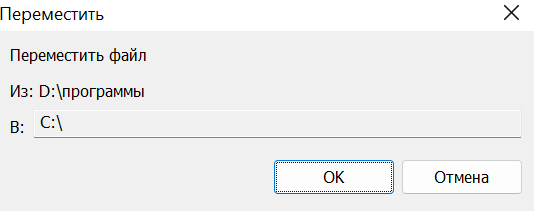 Переместить
Переместить файл
Из: D:\программы
В: C:\
OK
Отмена